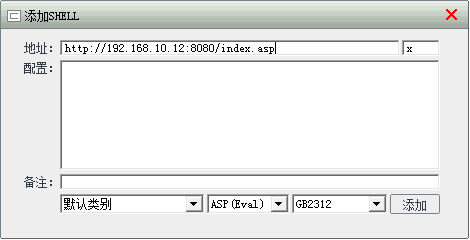 添加SHELL
地址: http://192.168.10.12:8080/index.asp x
配置:
备注:
默认类别 ASP(Eval) GB2312 添加